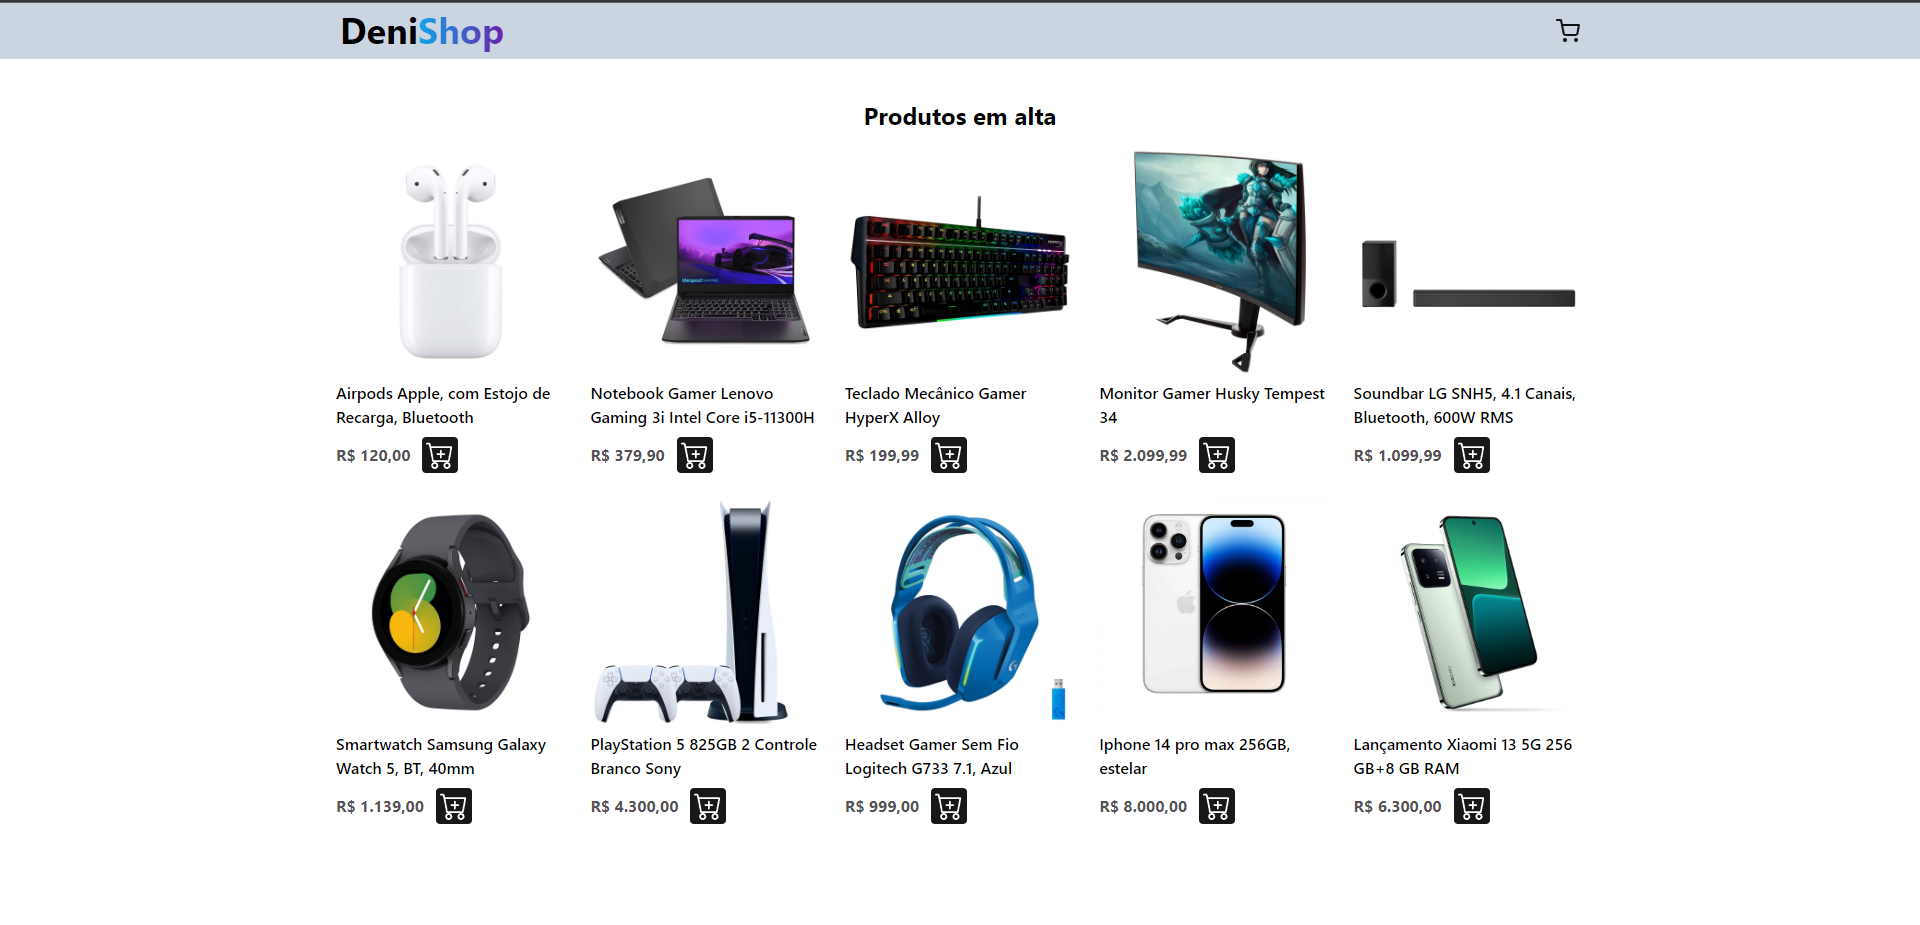 DeniShop
Produtos em alta
Airpods Apple, com Estojo de
Recarga, Bluetooth
R$ 120,00
Notebook Gamer Lenovo
Gaming 3i Intel Core i5-11300H
R$ 379,90
Teclado Mecânico Gamer
HyperX Alloy
R$ 199,99
Monitor Gamer Husky Tempest
34
R$ 2.099,99
Soundbar LG SNH5, 4.1 Canais,
Bluetooth, 600W RMS
R$ 1.099,99
Smartwatch Samsung Galaxy
Watch 5, BT, 40mm
R$ 1.139,00
PlayStation 5 825GB 2 Controle
Branco Sony
R$ 4.300,00
Headset Gamer Sem Fio
Logitech G733 7.1, Azul
R$ 999,00
Iphone 14 pro max 256GB,
estelar
R$ 8.000,00
Lançamento Xiaomi 13 5G 256
GB+8 GB RAM
R$ 6.300,00